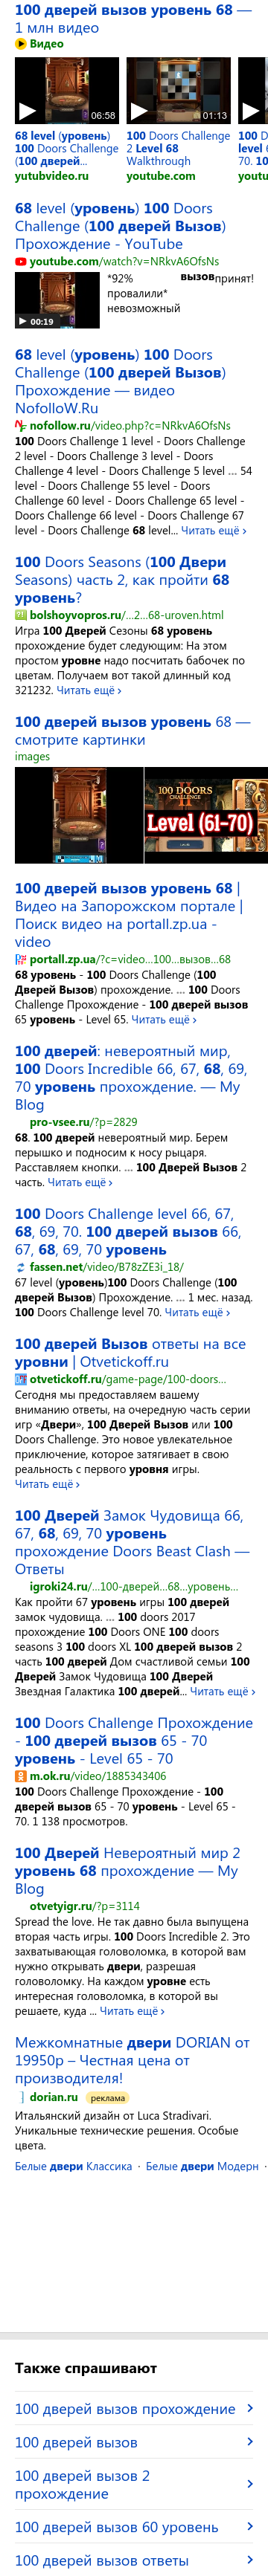 100 дверей вызов уровень 68 —
1 млн видео
Видео
06:58
01:13
68 level (уровень)
100 Doors Challenge
(100 дверей...
yutubvideo.ru
100 Doors Challenge
2 Level 68
Walkthrough
youtube.com
100 D
level 6
70. 10
youtu
68 level (уровень) 100 Doors
Challenge (100 дверей Вызов)
Прохождение - YouTube
youtube.com/watch?v=NRkvA6OfsNs
00:19
*92% вызовпринят!
провалили*
невозможный
68 level (уровень) 100 Doors
Challenge (100 дверей Вызов)
Прохождение — видео
NofolloW.Ru
nofollow.ru/video.php?c=NRkvA6OfsNs
100 Doors Challenge 1 level - Doors Challenge
2 level - Doors Challenge 3 level - Doors
Challenge 4 level - Doors Challenge 5 level ... 54
level - Doors Challenge 55 level - Doors
Challenge 60 level - Doors Challenge 65 level -
Doors Challenge 66 level - Doors Challenge 67
level - Doors Challenge 68 level... Читать ещё ›
100 Doors Seasons (100 Двери
Seasons) часть 2, как пройти 68
уровень?
bolshoyvopros.ru/...2...68-uroven.html
Игра 100 Дверей Сезоны 68 уровень
прохождение будет следующим: На этом
простом уровне надо посчитать бабочек по
цветам. Получаем вот такой длинный код
321232. Читать ещё ›
100 дверей вызов уровень 68 —
смотрите картинки
images
100 DOORS
CHALLENGE
Level (61-70)
100 дверей вызов уровень 68 |
Видео на Запорожском портале |
Поиск видео на portall.zp.ua -
video
portall.zp.ua/?c=video...100...вызов...68
68 уровень - 100 Doors Challenge (100
Дверей Вызов) прохождение. ... 100 Doors
Challenge Прохождение - 100 дверей вызов
65 уровень - Level 65. Читать ещё ›
100 дверей: невероятный мир,
100 Doors Incredible 66, 67, 68, 69,
70 уровень прохождение. — My
Blog
pro-vsee.ru/?p=2829
68. 100 дверей невероятный мир. Берем
перышко и подносим к носу рыцаря.
Расставляем кнопки. ... 100 Дверей Вызов 2
часть. Читать ещё ›
100 Doors Challenge level 66, 67,
68, 69, 70. 100 дверей вызов 66,
67, 68, 69, 70 уровень
fassen.net/video/B78zZE3i_18/
67 level (уровень)100 Doors Challenge (100
дверей Вызов) Прохождение. ... 1 мес. назад.
100 Doors Challenge level 70. Читать ещё ›
100 дверей Вызов ответы на все
уровни | Otvetickoff.ru
otvetickoff.ru/game-page/100-doors...
Сегодня мы предоставляем вашему
вниманию ответы, на очередную часть серии
игр «Двери», 100 Дверей Вызов или 100
Doors Challenge. Это новое увлекательное
приключение, которое затягивает в свою
реальность с первого уровня игры.
Читать ещё ›
100 Дверей Замок Чудовища 66,
67, 68, 69, 70 уровень
прохождение Doors Beast Clash —
Ответы
igroki24.ru/...100-дверей...68...уровень...
Как пройти 67 уровень игры 100 дверей
замок чудовища. ... 100 doors 2017
прохождение 100 Doors ONE 100 doors
seasons 3 100 doors XL 100 дверей вызов 2
часть 100 дверей Дом счастливой семьи 100
Дверей Замок Чудовища 100 Дверей
Звездная Галактика 100 дверей... Читать ещё ›
100 Doors Challenge Прохождение
- 100 дверей вызов 65 - 70
уровень - Level 65 - 70
m.ok.ru/video/1885343406
100 Doors Challenge Прохождение - 100
дверей вызов 65 - 70 уровень - Level 65 -
70. 1 138 просмотров.
100 Дверей Невероятный мир 2
уровень 68 прохождение — My
Blog
otvetyigr.ru/?p=3114
Spread the love. Не так давно была выпущена
вторая часть игры. 100 Doors Incredible 2. Это
захватывающая головоломка, в которой вам
нужно открывать двери, разрешая
головоломку. На каждом уровне есть
интересная головоломка, в которой вы
решаете, куда ... Читать ещё ›
Межкомнатные двери DORIAN от
19950р – Честная цена от
производителя!
dorian.ru реклама
Итальянский дизайн от Luca Stradivari.
Уникальные технические решения. Особые
цвета.
Белые двери Классика · Белые двери Модерн ·
Также спрашивают
100 дверей вызов прохождение
100 дверей вызов
100 дверей вызов 2
прохождение
100 дверей вызов 60 уровень
100 дверей вызов ответы